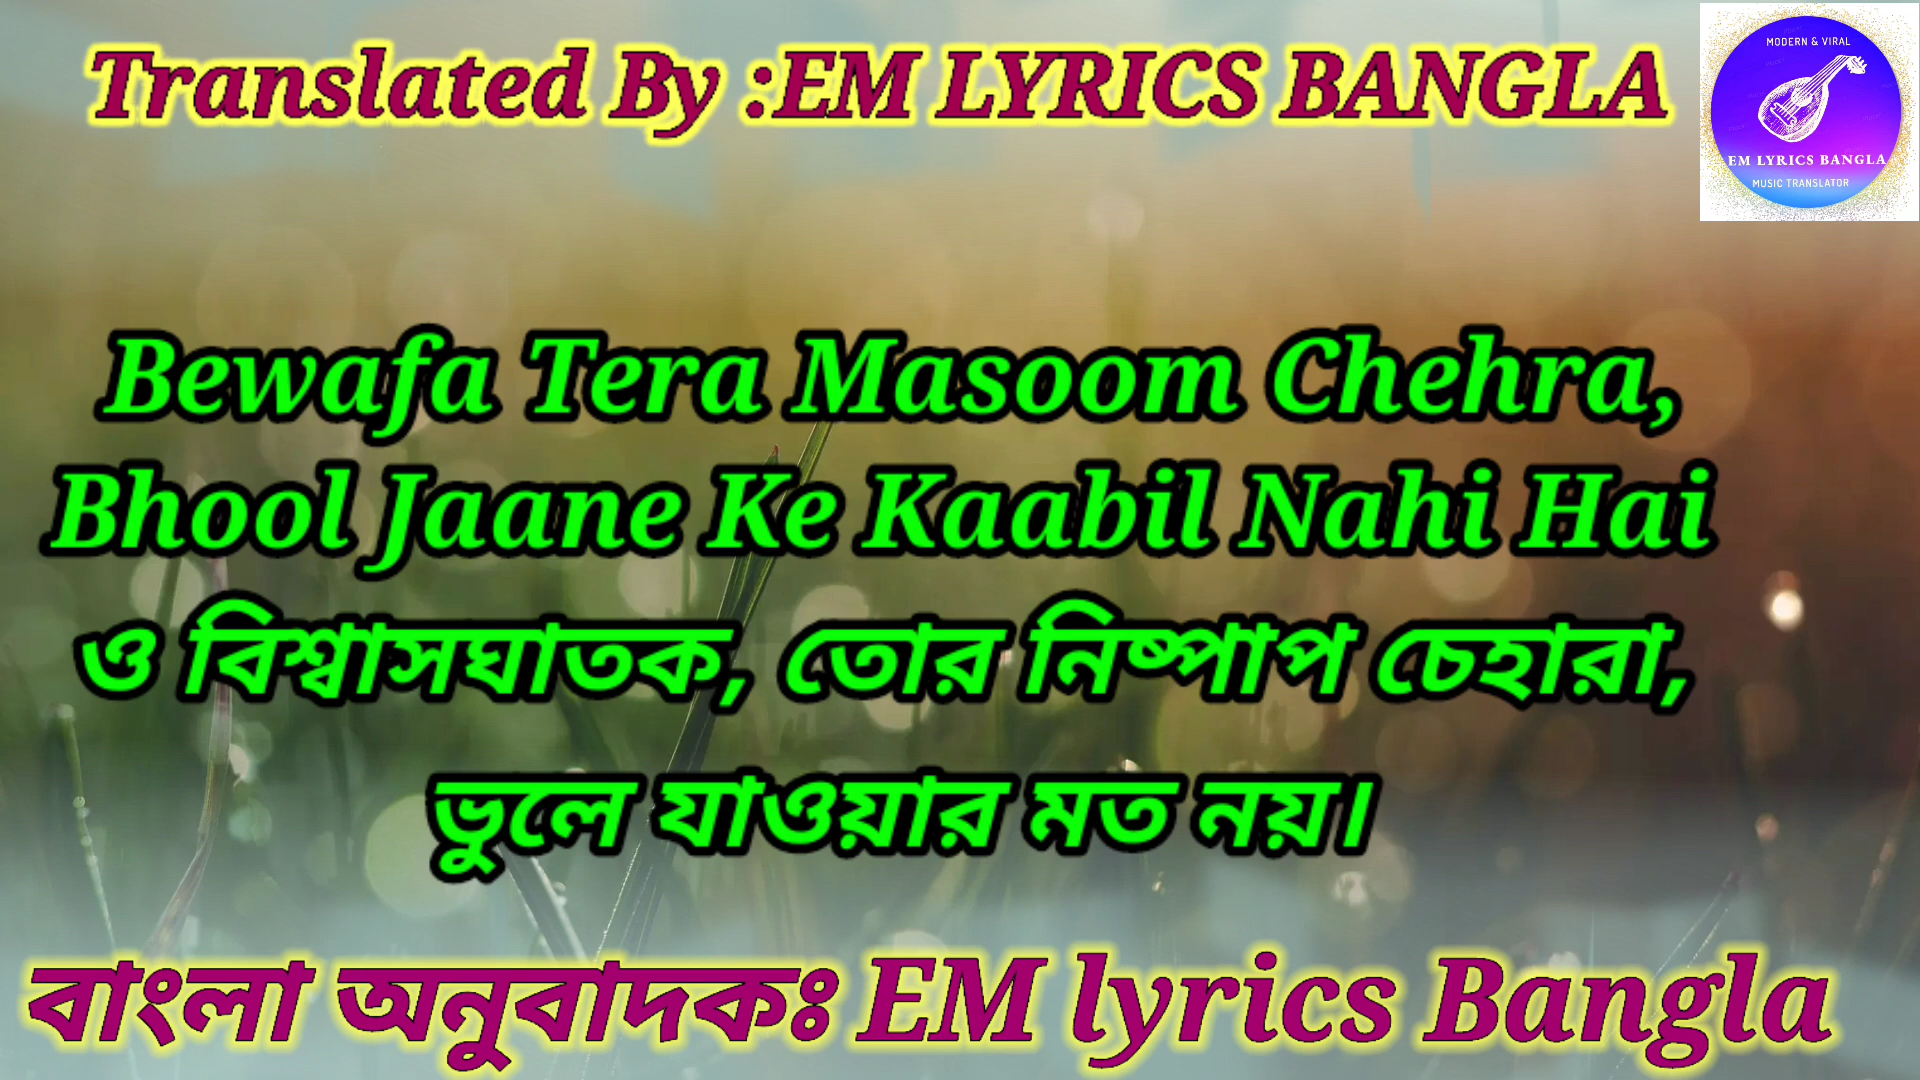 Translated By :EM LYRICS BANGLA
MODERN & VIRAL
EM LYRICS BANGLA
MUSIC TRANSLATOR
Bewafa Tera Masoom Chehra,
Bhool Jaane Ke Kaabil Nahi Hai
ও বিশ্বাসঘাতক, তোর নিষ্পাপ চেহারা,
ভুলে যাওয়ার মত নয়।
বাংলা অনুবাদকঃ EM lyrics Bangla